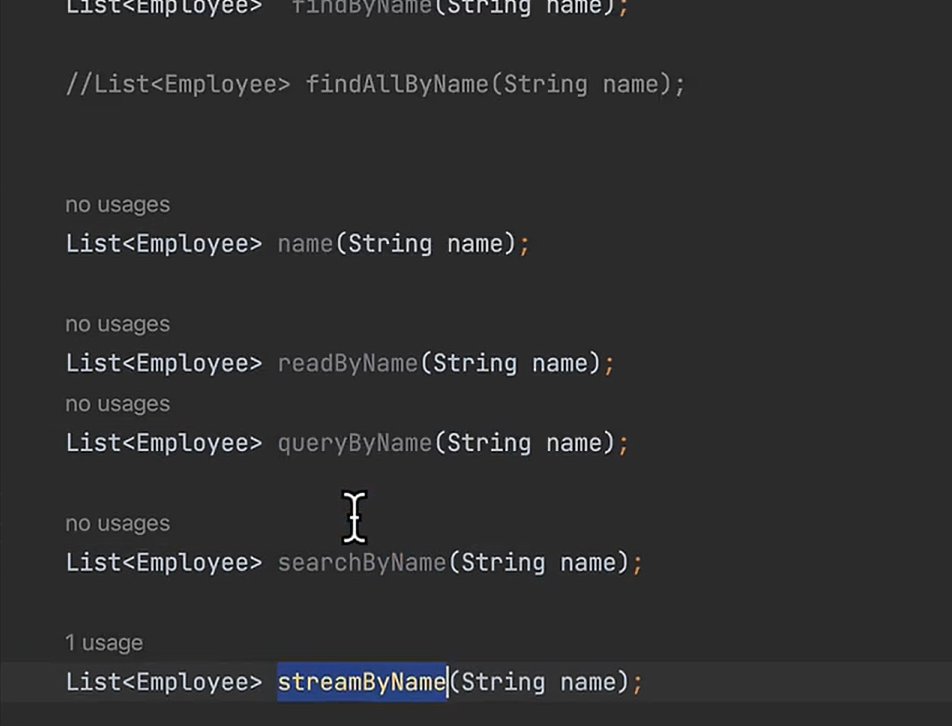 List<Employee> findByName(String name);
//List<Employee> findAllByName(String name);
no usages
List<Employee> name(String name);
no usages
List<Employee> readByName(String name);
no usages
List<Employee> queryByName(String name);
no usages
List<Employee> searchByName(String name);
1 usage
List<Employee> streamByName(String name);